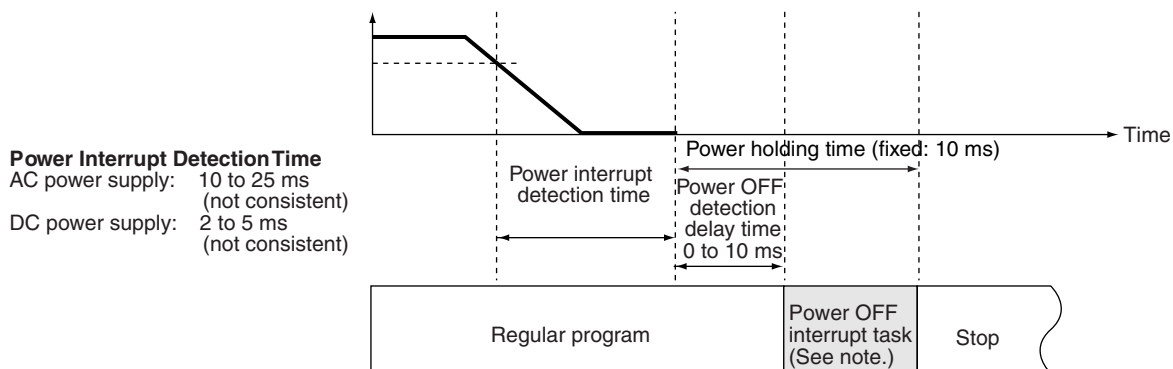 Time
Power Interrupt Detection Time
AC power supply: 10 to 25 ms
(not consistent)
DC power supply: 2 to 5 ms
(not consistent)
Power interrupt
detection time
Power holding time (fixed: 10 ms)
Power OFF
detection
delay time
0 to 10 ms
Regular program
Power OFF
interrupt task
(See note.)
Stop